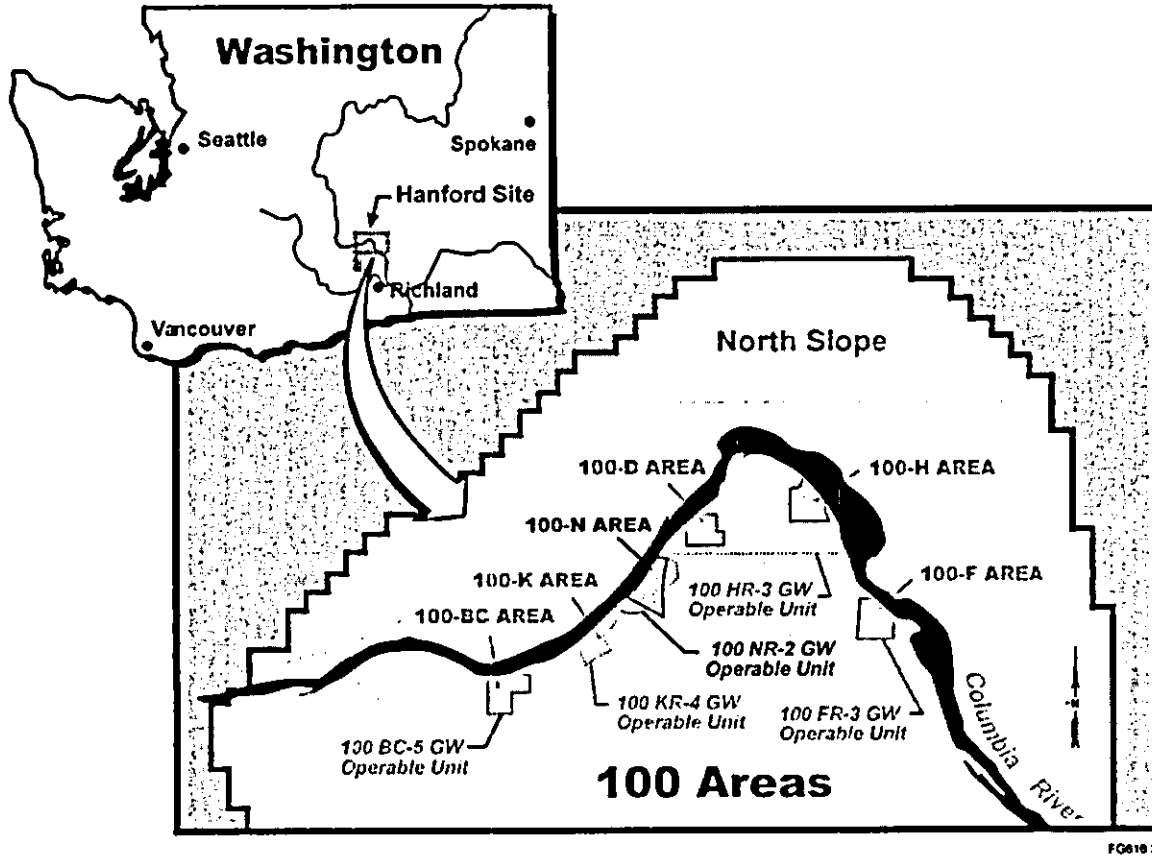 Washington
Seattle
Spokane
Hanford Site
Richland
Vancouver
North Slope
100-D AREA
100-H AREA
100-N AREA
100-K AREA
100-F AREA
100 HR-3 GW
Operable Unit
100-BC AREA
100 NR-2 GW
Operable Unit
100 KR-4 GW
Operable Unit
100 FR-3 GW
Operable Unit
100 BC-5 GW
Operable Unit
Columbia River
N
100 Areas